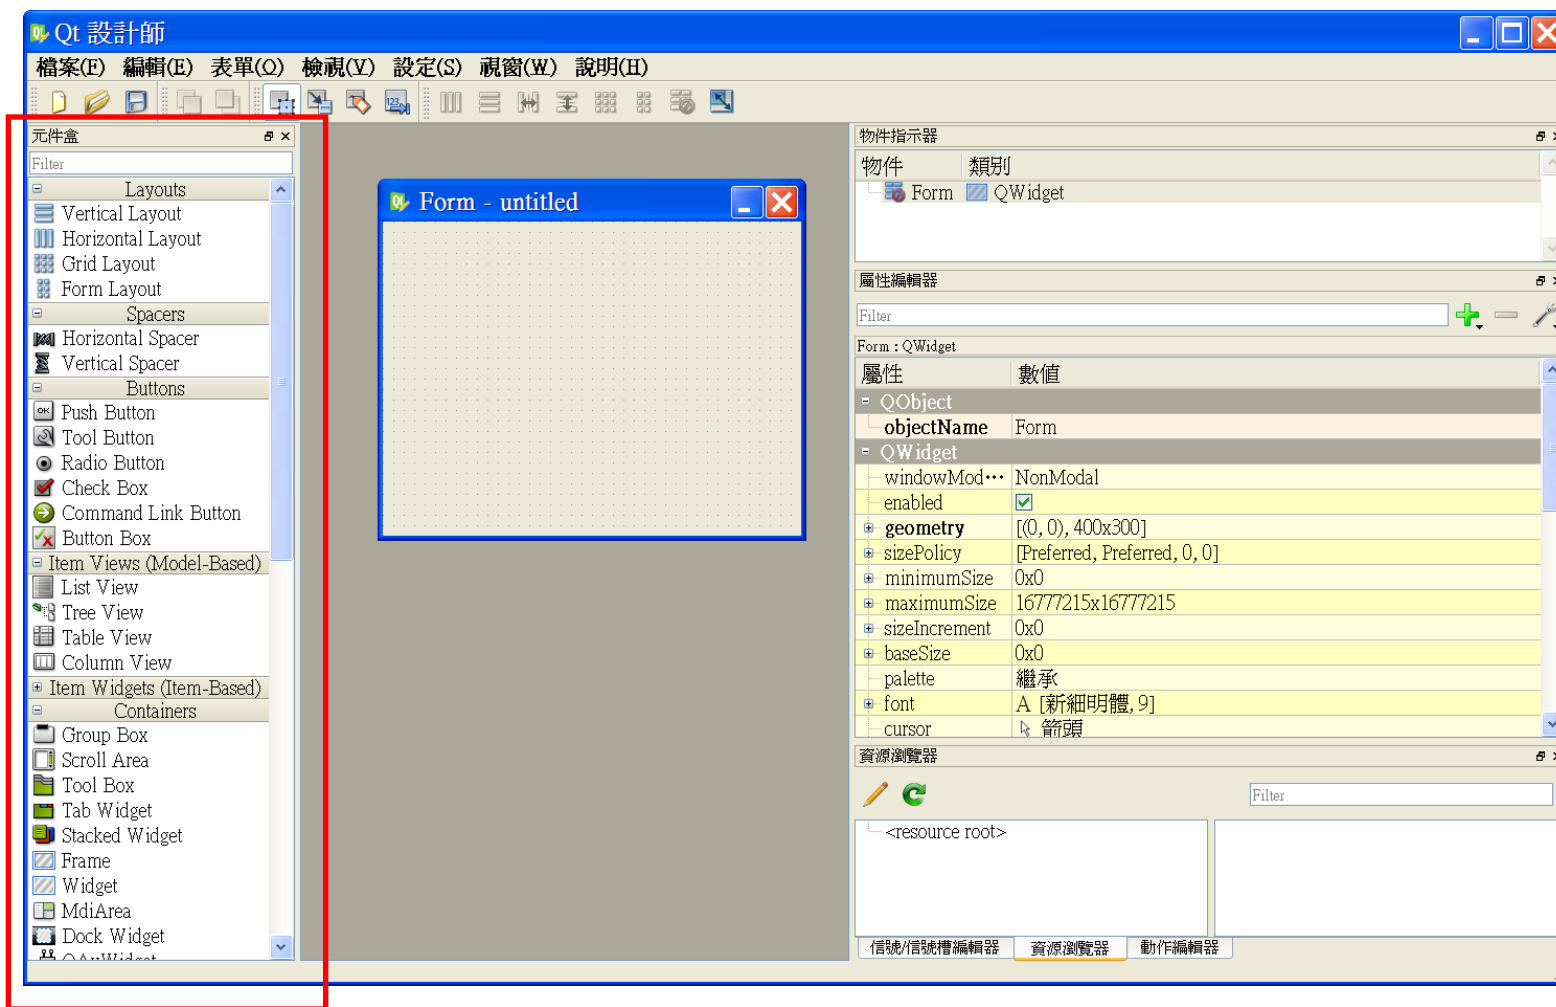 Qt 設計師
檔案(F) 編輯(E) 表單(O) 檢視(V) 設定(S) 視窗(W) 說明(H)
元件盒
Filter
Layouts
Vertical Layout
Horizontal Layout
Grid Layout
Form Layout
Spacers
Horizontal Spacer
Vertical Spacer
Buttons
OK Push Button
Tool Button
Radio Button
Check Box
Command Link Button
Button Box
Item Views (Model-Based)
List View
Tree View
Table View
Column View
Item Widgets (Item-Based)
Containers
Group Box
Scroll Area
Tool Box
Tab Widget
Stacked Widget
Frame
Widget
MdiArea
Dock Widget
Form - untitled
物件指示器
物件 類別
Form QWidget
屬性編輯器
Filter
Form : QWidget
屬性 數值
QObject
objectName Form
QWidget
windowMod··· NonModal
enabled
geometry [(0, 0), 400x300]
sizePolicy [Preferred, Preferred, 0, 0]
minimumSize 0x0
maximumSize 16777215x16777215
sizeIncrement 0x0
baseSize 0x0
palette 繼承
font A [新細明體, 9]
cursor 箭頭
資源瀏覽器
Filter
<resource root>
信號/信號槽編輯器 資源瀏覽器 動作編輯器